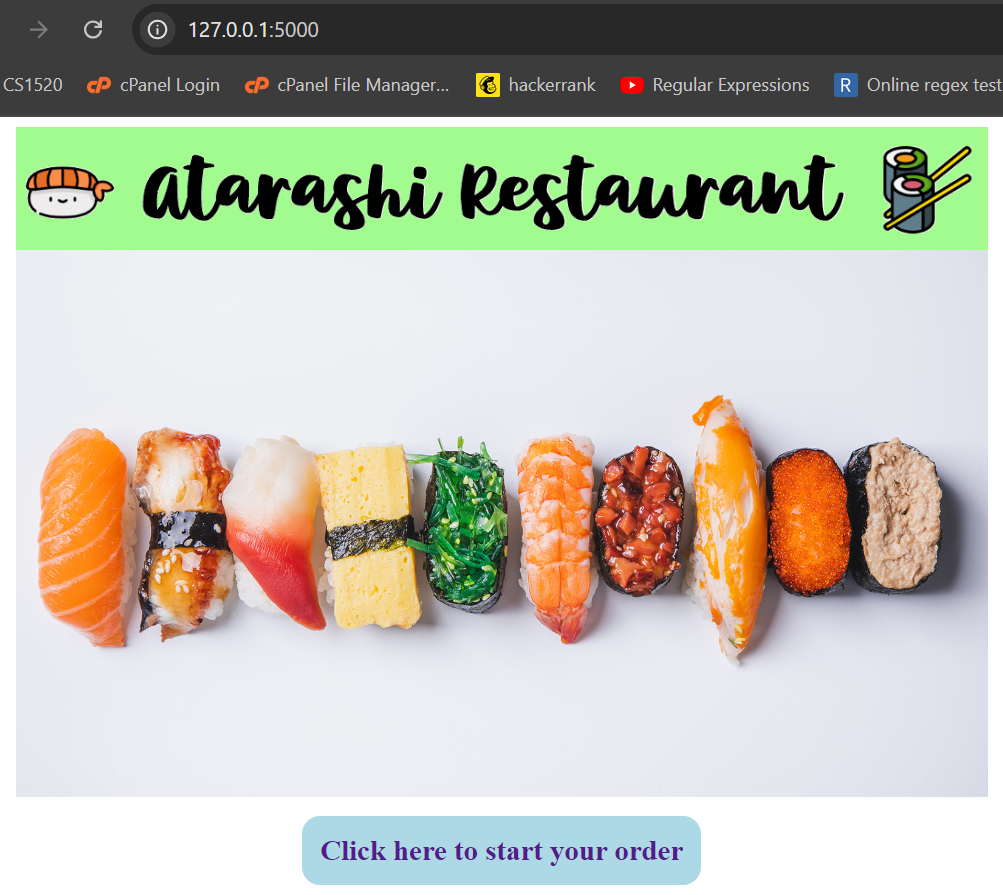 127.0.0.1:5000
CS1520 cPanel Login cPanel File Manager... hackerrank Regular Expressions R Online regex test
Atarashi Restaurant
Click here to start your order